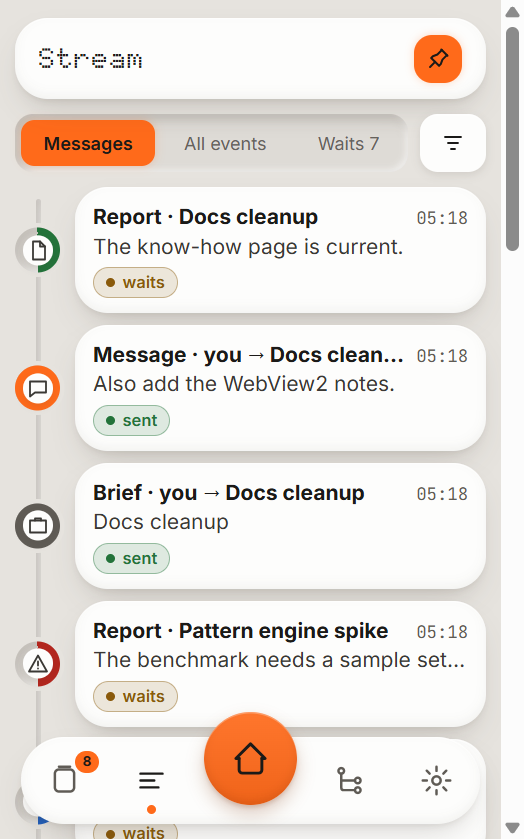 Stream
Messages All events Waits 7
Report · Docs cleanup 05:18
The know-how page is current.
waits
Message · you → Docs clean... 05:18
Also add the WebView2 notes.
sent
Brief · you → Docs cleanup 05:18
Docs cleanup
sent
Report · Pattern engine spike 05:18
The benchmark needs a sample set...
waits
8
waits